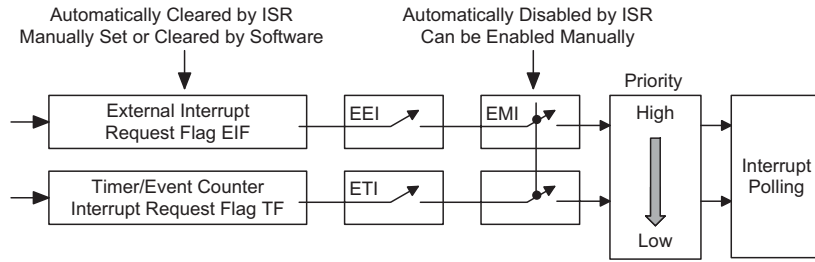 Automatically Cleared by ISR
Manually Set or Cleared by Software
Automatically Disabled by ISR
Can be Enabled Manually
Priority
External Interrupt
Request Flag EIF
EEI
EMI
High
Timer/Event Counter
Interrupt Request Flag TF
ETI
Low
Interrupt
Polling